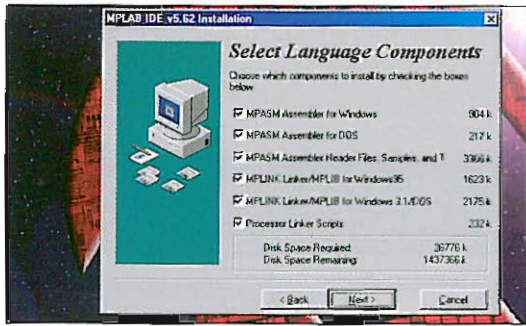 MPLAB IDE v5.62 Installation
Select Language Components
Choose which components to install by checking the boxes
below
MPASM Assembler for Windows 904 k
MPASM Assembler for DOS 217 k
MPASM Assembler Header Files, Samples, and T 3366 k
MPLINK Linker/MPLIB for Windows95 1623 k
MPLINK Linker/MPLIB for Windows 3.1/DOS 2175 k
Processor Linker Scripts 232 k
Disk Space Required: 26776 k
Disk Space Remaining: 1437366 k
< Back Next > Cancel